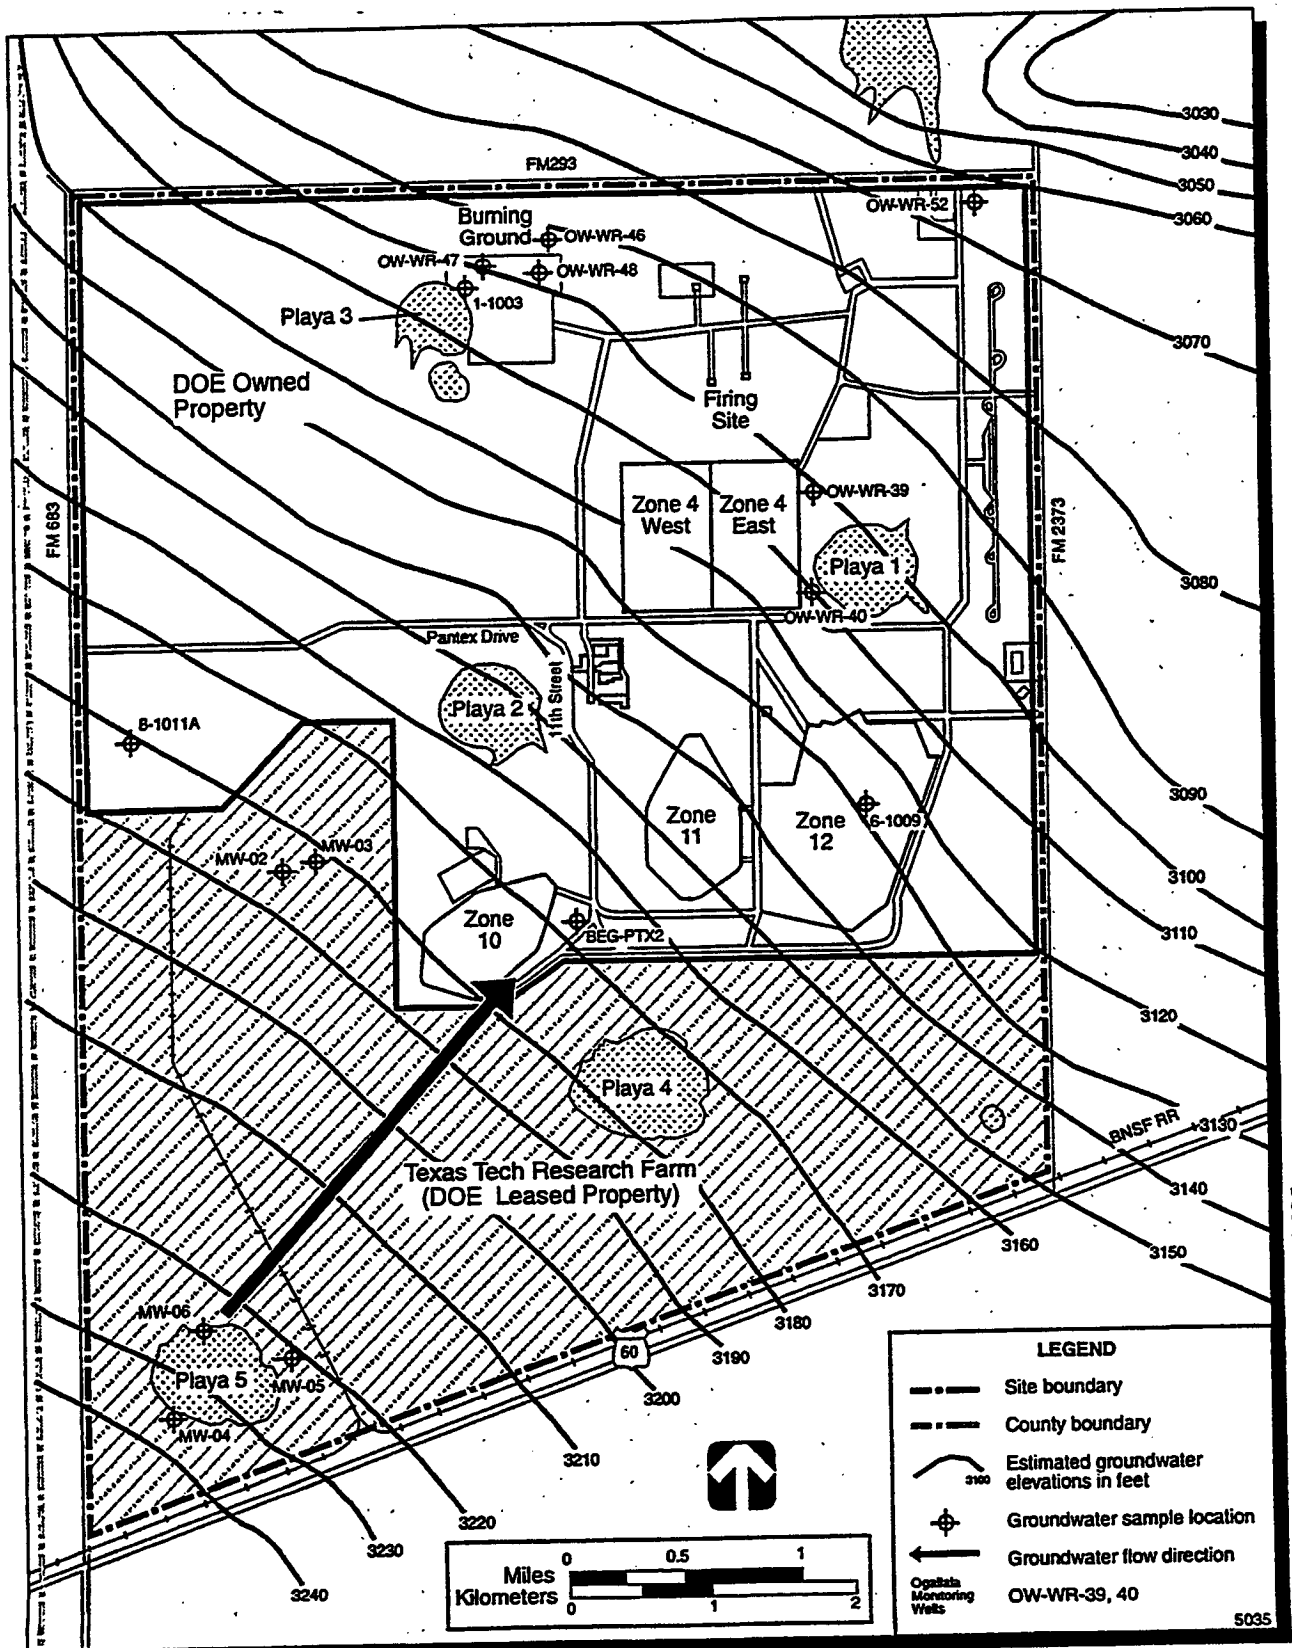 3030
3040
3050
3060
FM293
OW-WR-52
Burning
Ground
OW-WR-46
OW-WR-47
OW-WR-48
1-1003
Playa 3
3070
DOE Owned
Property
Firing
Site
Zone 4
West
Zone 4
East
OW-WR-39
FM 683
FM 2373
Playa 1
3080
OW-WR-40
Pantex Drive
11th Street
Playa 2
8-1011A
3090
Zone
11
Zone
12
6-1009
MW-02
MW-03
3100
Zone
10
BEG-PTX2
3110
3120
Playa 4
BNSF RR
3130
Texas Tech Research Farm
(DOE Leased Property)
3140
3160
3150
3170
MW-06
3180
60
3190
Playa 5
MW-05
3200
MW-04
3210
3220
3230
3240
Miles
0 0.5 1
Kilometers
0 1 2
LEGEND
Site boundary
County boundary
3100
Estimated groundwater
elevations in feet
Groundwater sample location
Groundwater flow direction
Ogallala
Monitoring
Wells
OW-WR-39, 40
5035